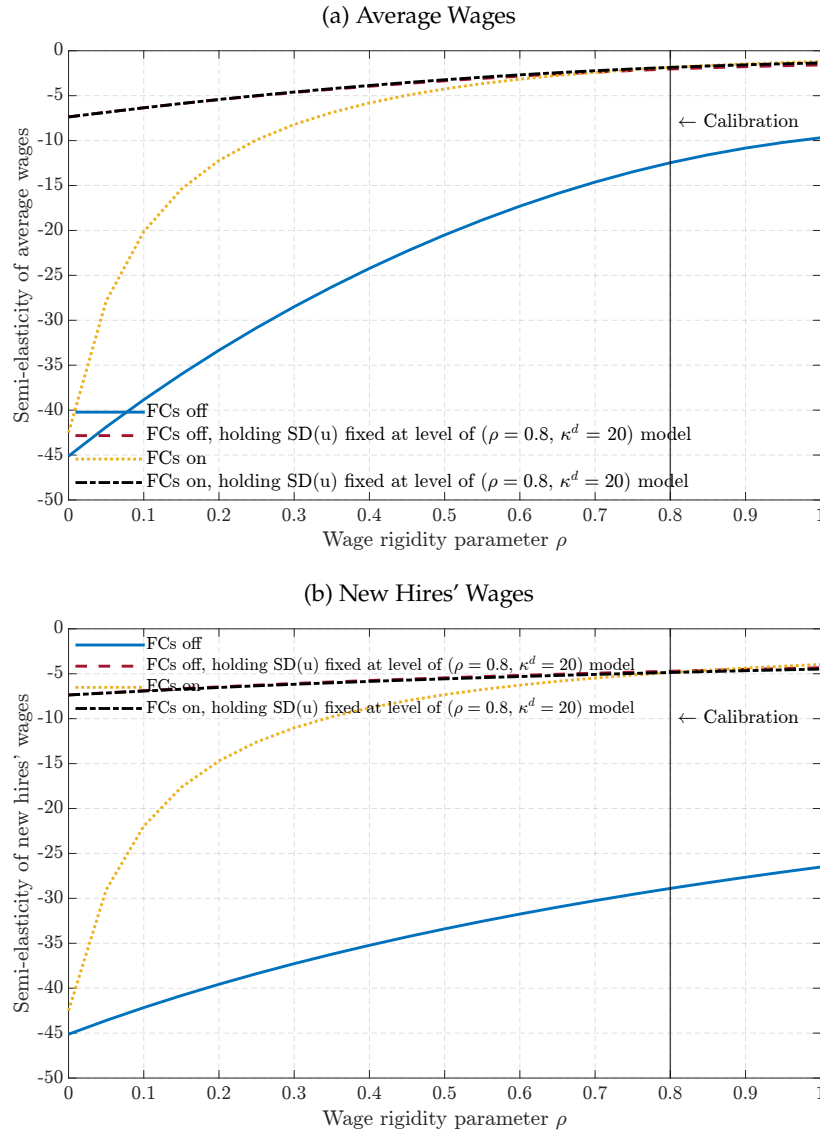 (a) Average Wages
0
-5
-10
-15
-20
-25
-30
-35
-40
-45
-50
Semi-elasticity of average wages
← Calibration
FCs off
FCs off, holding SD(u) fixed at level of (ρ = 0.8, κ^d = 20) model
FCs on
FCs on, holding SD(u) fixed at level of (ρ = 0.8, κ^d = 20) model
0 0.1 0.2 0.3 0.4 0.5 0.6 0.7 0.8 0.9 1
Wage rigidity parameter ρ
(b) New Hires' Wages
0
-5
-10
-15
-20
-25
-30
-35
-40
-45
-50
Semi-elasticity of new hires' wages
FCs off
FCs off, holding SD(u) fixed at level of (ρ = 0.8, κ^d = 20) model
FCs on
FCs on, holding SD(u) fixed at level of (ρ = 0.8, κ^d = 20) model
← Calibration
0 0.1 0.2 0.3 0.4 0.5 0.6 0.7 0.8 0.9 1
Wage rigidity parameter ρ